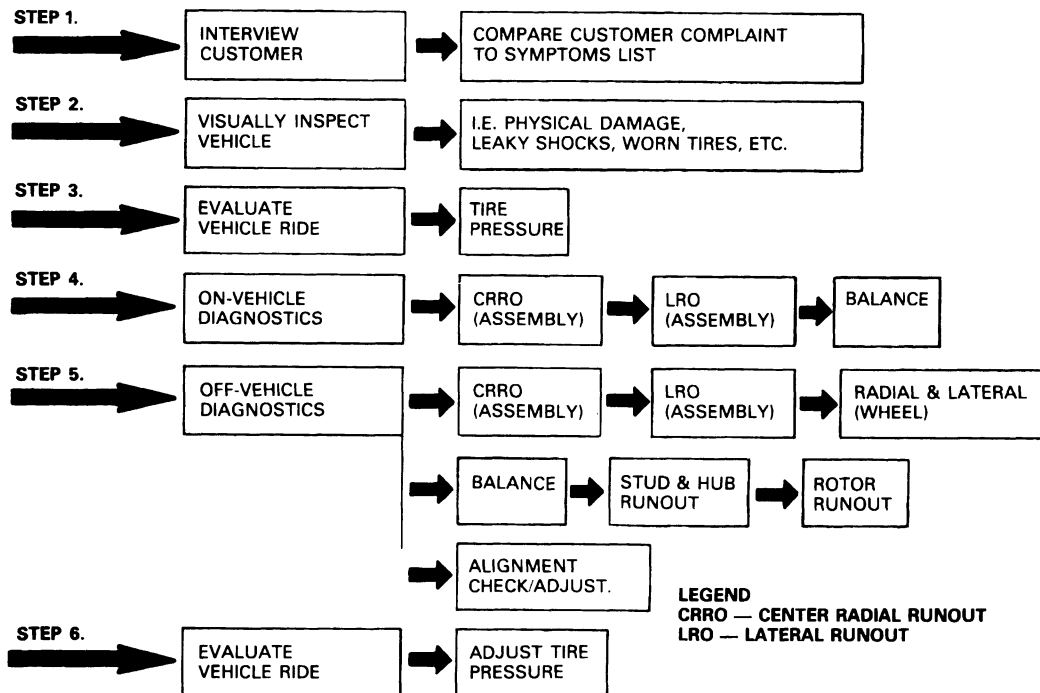 STEP 1.
INTERVIEW
CUSTOMER
COMPARE CUSTOMER COMPLAINT
TO SYMPTOMS LIST
STEP 2.
VISUALLY INSPECT
VEHICLE
I.E. PHYSICAL DAMAGE,
LEAKY SHOCKS, WORN TIRES, ETC.
STEP 3.
EVALUATE
VEHICLE RIDE
TIRE
PRESSURE
STEP 4.
ON-VEHICLE
DIAGNOSTICS
CRRO
(ASSEMBLY)
LRO
(ASSEMBLY)
BALANCE
STEP 5.
OFF-VEHICLE
DIAGNOSTICS
CRRO
(ASSEMBLY)
LRO
(ASSEMBLY)
RADIAL & LATERAL
(WHEEL)
BALANCE
STUD & HUB
RUNOUT
ROTOR
RUNOUT
ALIGNMENT
CHECK/ADJUST.
LEGEND
CRRO — CENTER RADIAL RUNOUT
LRO — LATERAL RUNOUT
STEP 6.
EVALUATE
VEHICLE RIDE
ADJUST TIRE
PRESSURE